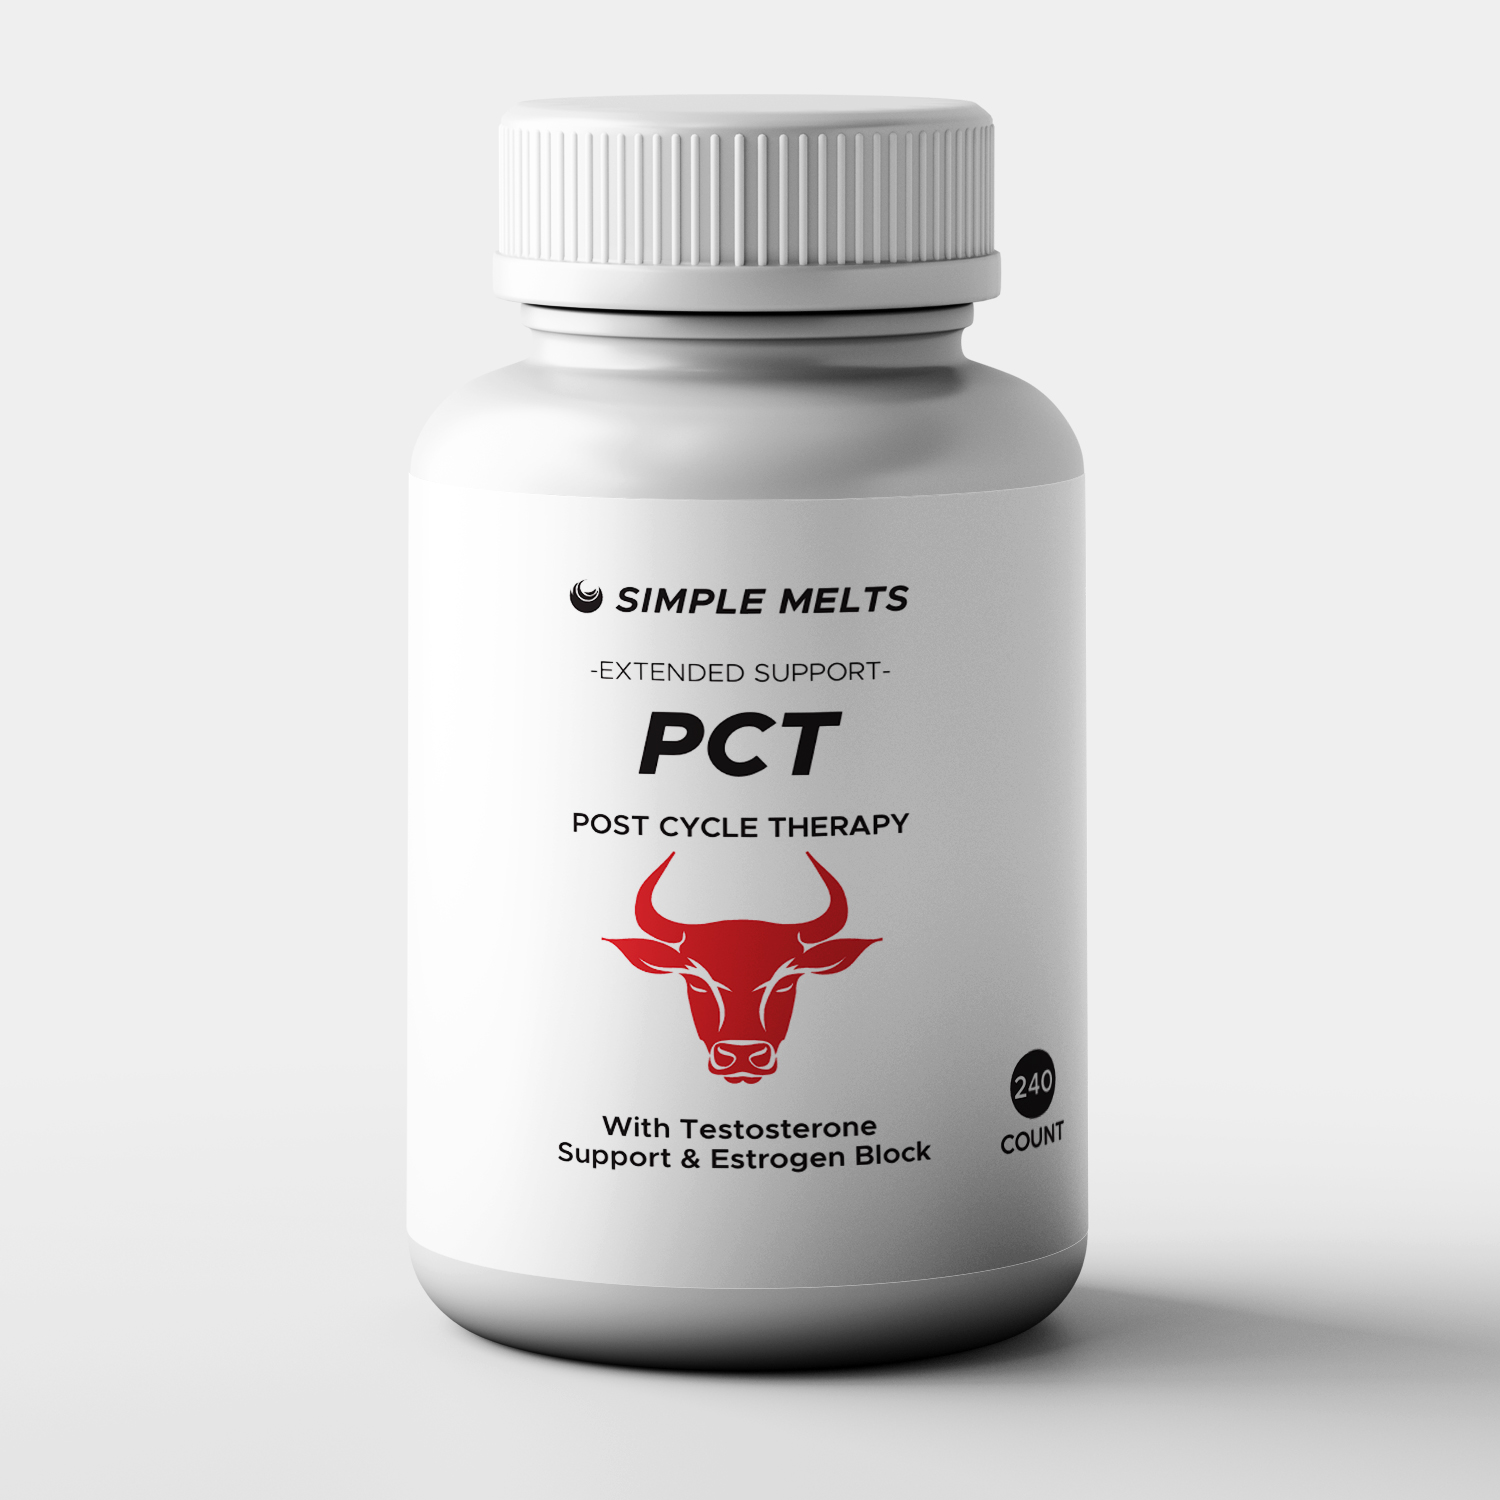 SIMPLE MELTS
-EXTENDED SUPPORT-
PCT
POST CYCLE THERAPY
With Testosterone
Support & Estrogen Block
240
COUNT